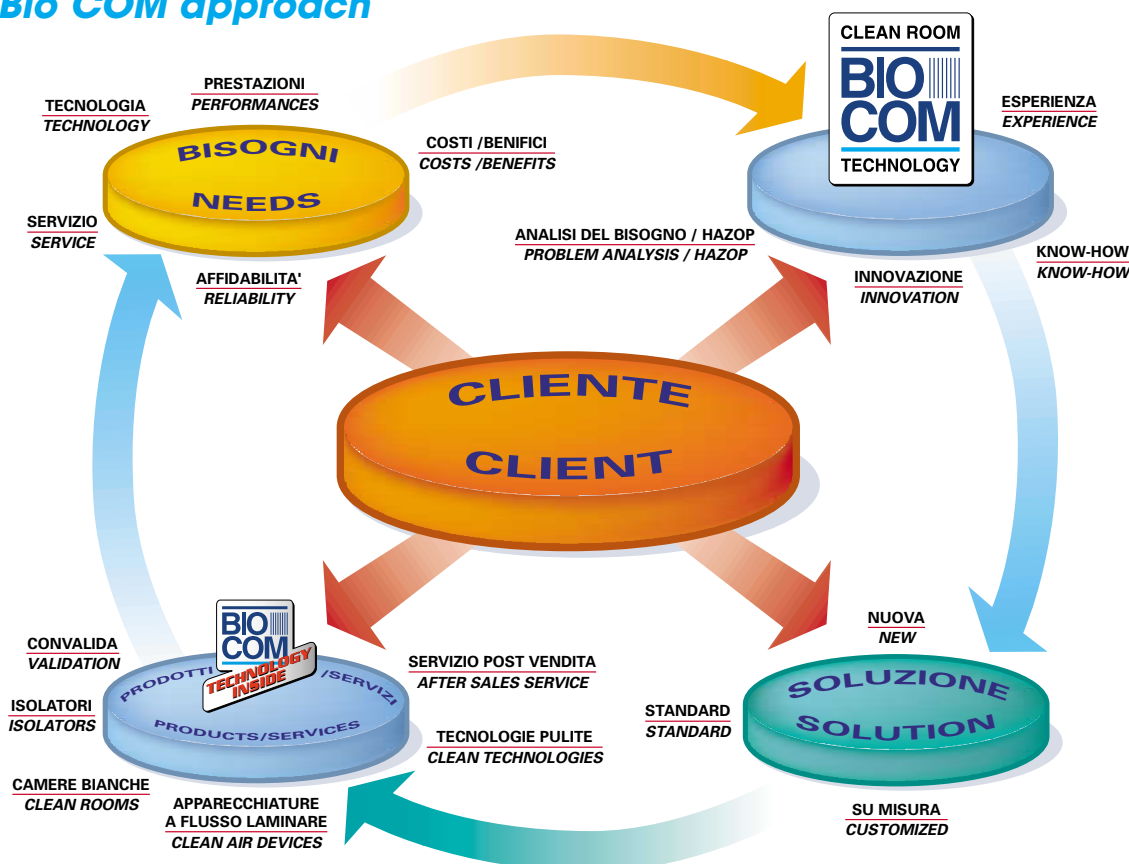 Bio COM approach
PRESTAZIONI
PERFORMANCES
TECNOLOGIA
TECHNOLOGY
BISOGNI
NEEDS
COSTI /BENIFICI
COSTS /BENEFITS
SERVIZIO
SERVICE
AFFIDABILITA'
RELIABILITY
CLEAN ROOM
BIO
COM
TECHNOLOGY
ESPERIENZA
EXPERIENCE
ANALISI DEL BISOGNO / HAZOP
PROBLEM ANALYSIS / HAZOP
INNOVAZIONE
INNOVATION
KNOW-HOW
KNOW-HOW
CLIENTE
CLIENT
CONVALIDA
VALIDATION
BIO
COM
TECHNOLOGY
INSIDE
PRODOTTI /SERVIZI
PRODUCTS/SERVICES
SERVIZIO POST VENDITA
AFTER SALES SERVICE
ISOLATORI
ISOLATORS
TECNOLOGIE PULITE
CLEAN TECHNOLOGIES
CAMERE BIANCHE
CLEAN ROOMS
APPARECCHIATURE
A FLUSSO LAMINARE
CLEAN AIR DEVICES
NUOVA
NEW
SOLUZIONE
SOLUTION
STANDARD
STANDARD
SU MISURA
CUSTOMIZED